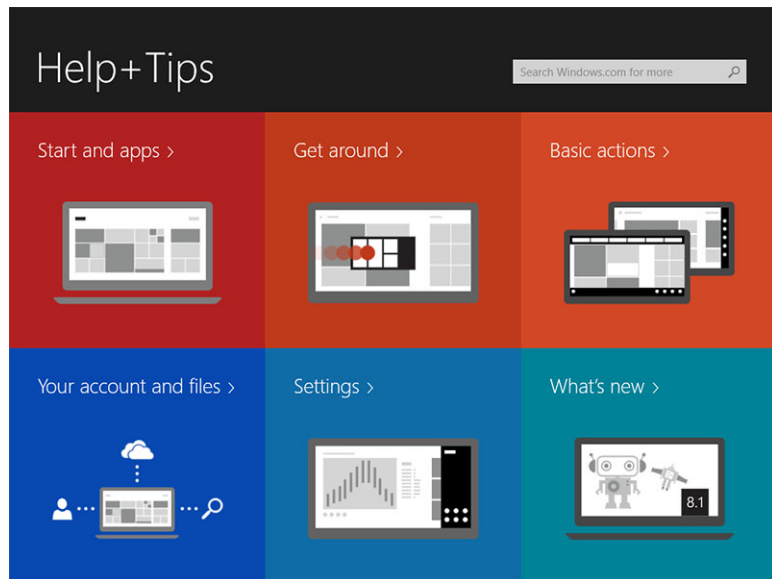 Help+Tips
Search Windows.com for more
Start and apps >
Get around >
Basic actions >
Your account and files >
Settings >
What's new >
8.1